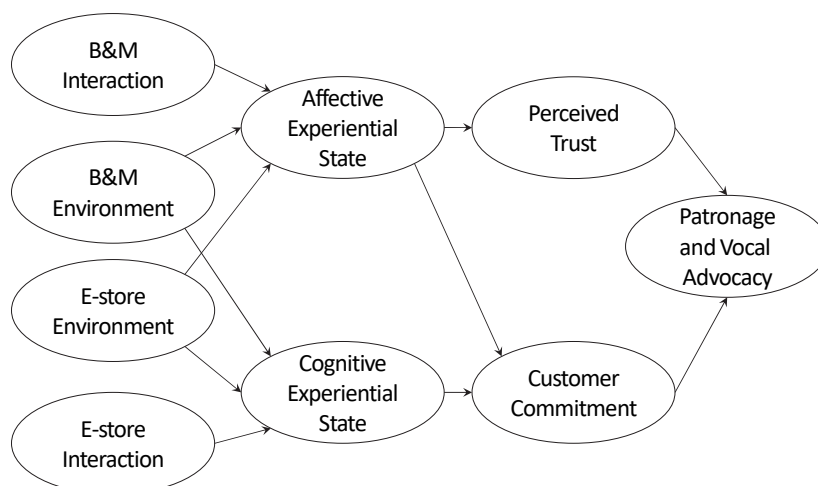 B&M
Interaction
B&M
Environment
E-store
Environment
E-store
Interaction
Affective
Experiential
State
Cognitive
Experiential
State
Perceived
Trust
Customer
Commitment
Patronage
and Vocal
Advocacy